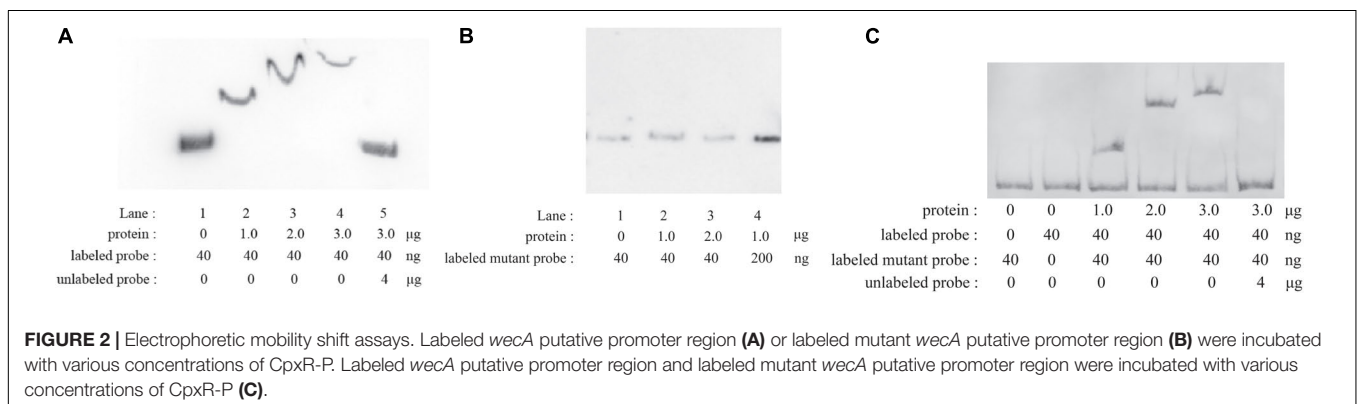 A
B
C
Lane : 1 2 3 4 5
protein : 0 1.0 2.0 3.0 3.0 μg
labeled probe : 40 40 40 40 40 ng
unlabeled probe : 0 0 0 0 4 μg
Lane : 1 2 3 4
protein : 0 1.0 2.0 1.0 μg
labeled mutant probe : 40 40 40 200 ng
protein : 0 0 1.0 2.0 3.0 3.0 μg
labeled probe : 0 40 40 40 40 40 ng
labeled mutant probe : 40 0 40 40 40 40 ng
unlabeled probe : 0 0 0 0 0 4 μg
FIGURE 2 | Electrophoretic mobility shift assays. Labeled wecA putative promoter region (A) or labeled mutant wecA putative promoter region (B) were incubated
with various concentrations of CpxR-P. Labeled wecA putative promoter region and labeled mutant wecA putative promoter region were incubated with various
concentrations of CpxR-P (C).